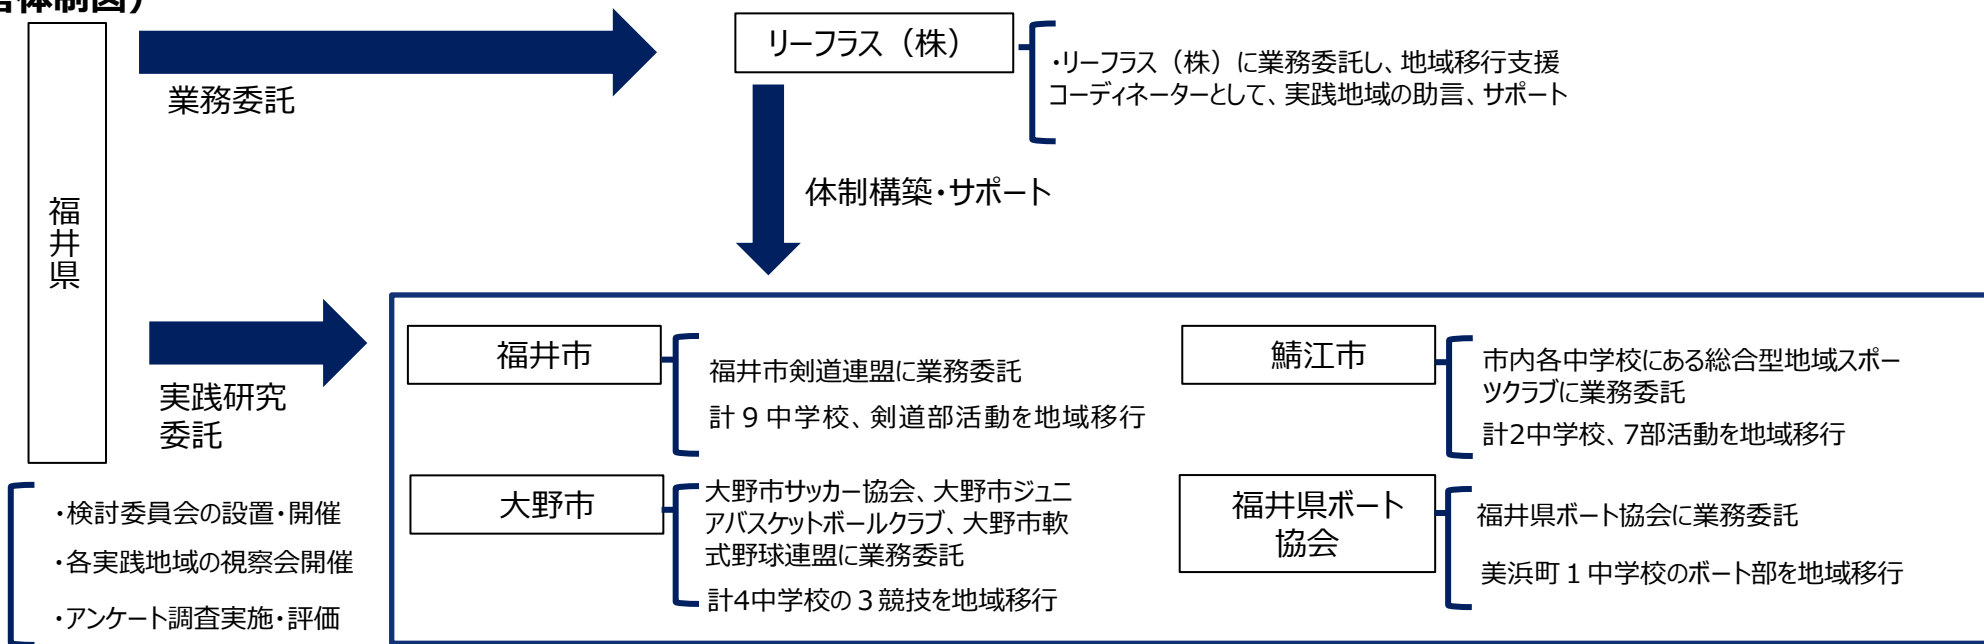 体制図）
福井県
業務委託
リーフラス（株）
・リーフラス（株）に業務委託し、地域移行支援
コーディネーターとして、実践地域の助言、サポート
体制構築・サポート
実践研究
委託
・検討委員会の設置・開催
・各実践地域の視察会開催
・アンケート調査実施・評価
福井市
福井市剣道連盟に業務委託
計９中学校、剣道部活動を地域移行
鯖江市
市内各中学校にある総合型地域スポー
ツクラブに業務委託
計2中学校、7部活動を地域移行
大野市
大野市サッカー協会、大野市ジュニ
アバスケットボールクラブ、大野市軟
式野球連盟に業務委託
計4中学校の３競技を地域移行
福井県ボート
協会
福井県ボート協会に業務委託
美浜町１中学校のボート部を地域移行